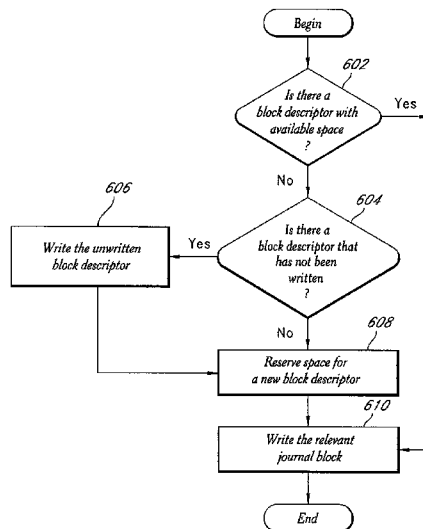 Begin
602
Is there a
block descriptor with
available space
?
Yes
No
604
Is there a
block descriptor that
has not been
written
?
Yes
606
Write the unwritten
block descriptor
No
608
Reserve space for
a new block descriptor
610
Write the relevant
journal block
End